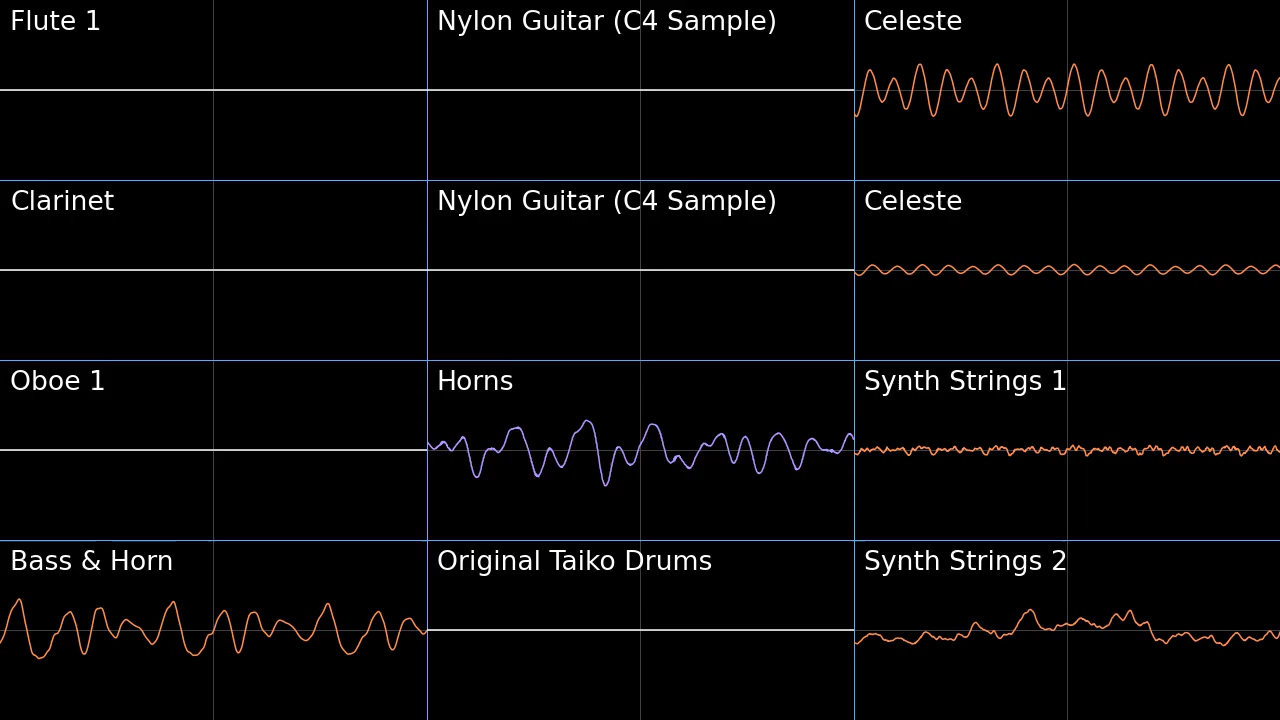 Flute 1
Nylon Guitar (C4 Sample)
Celeste
Clarinet
Nylon Guitar (C4 Sample)
Celeste
Oboe 1
Horns
Synth Strings 1
Bass & Horn
Original Taiko Drums
Synth Strings 2